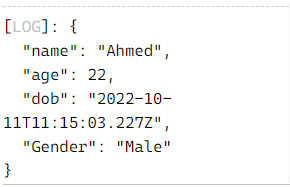 [LOG]: {
  "name": "Ahmed",
  "age": 22,
  "dob": "2022-10-
11T11:15:03.227Z",
  "Gender": "Male"
}